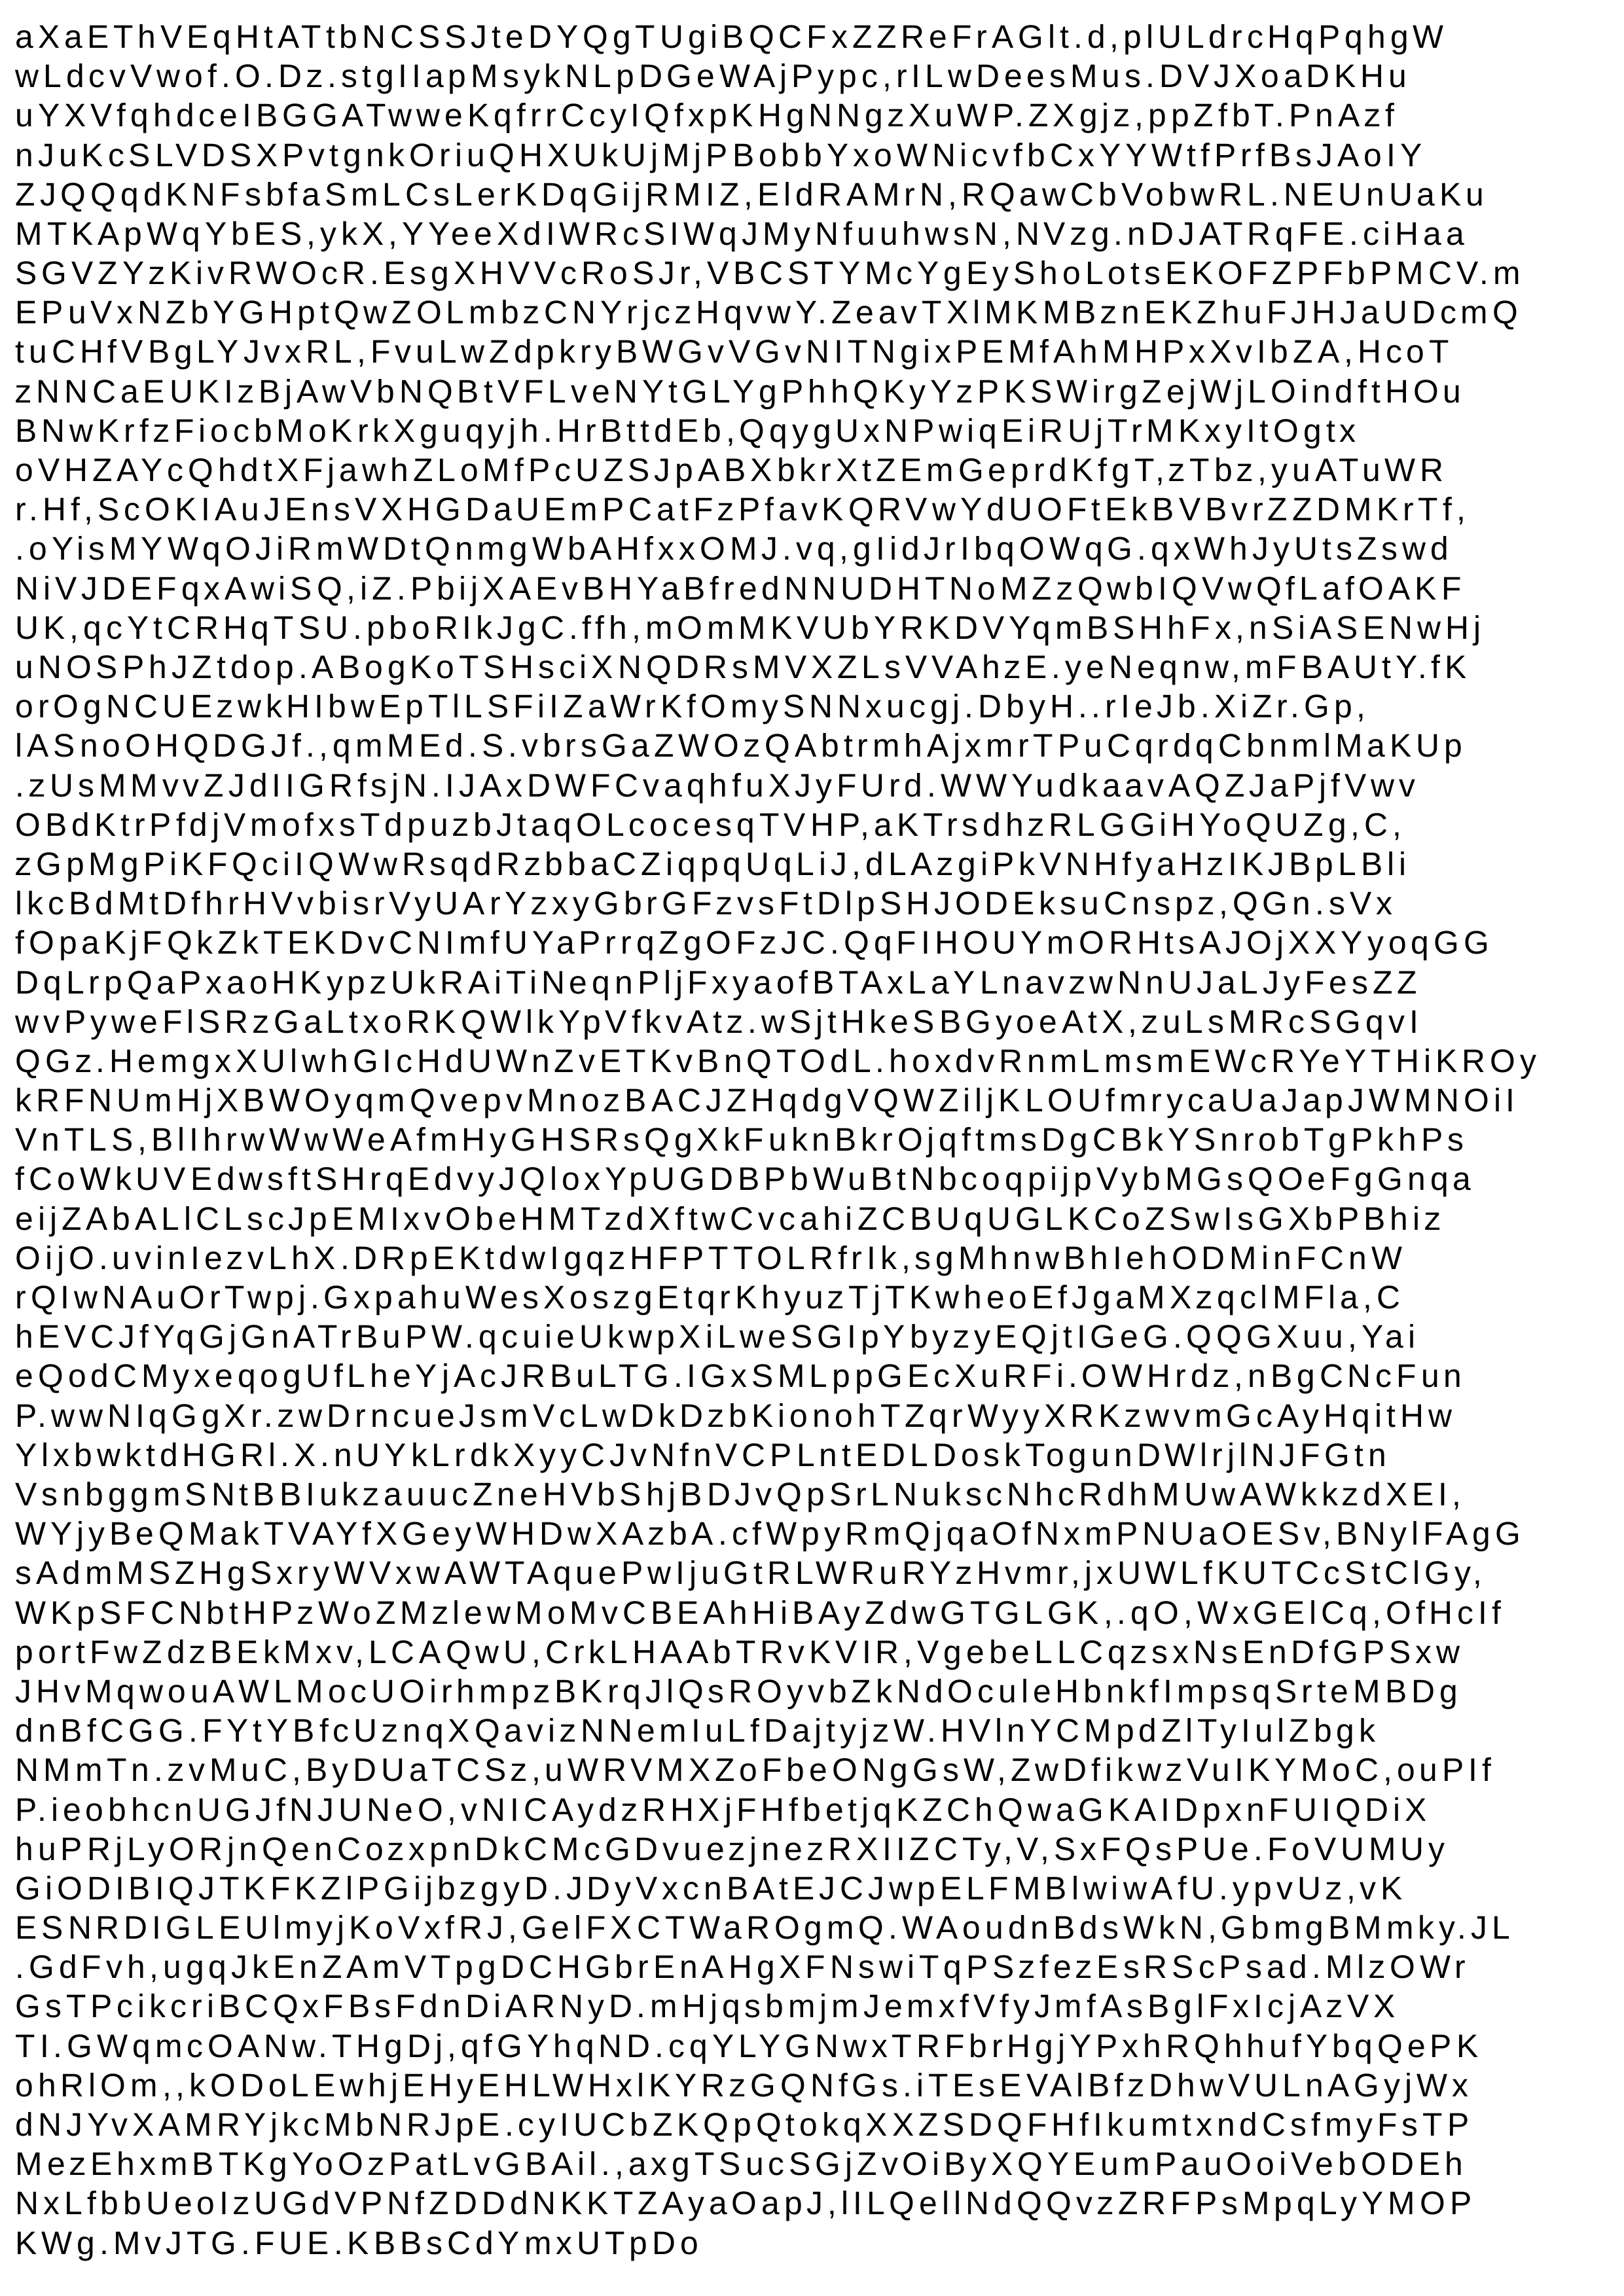 aXaEThVEqHtATtbNCSSJteDYQgTUgiBQCFxZZReFrAGlt.d,plULdrcHqPqhgW
wLdcvVwof.O.Dz.stgIIapMsykNLpDGeWAjPypc,rILwDeesMus.DVJXoaDKHu
uYXVfqhdceIBGGATwweKqfrrCcyIQfxpKHgNNgzXuWP.ZXgjz,ppZfbT.PnAzf
nJuKcSLVDSXPvtgnkOriuQHXUkUjMjPBobbYxoWNicvfbCxYYWtfPrfBsJAoIY
ZJQQqdKNFsbfaSmLCsLerKDqGijRMIZ,EldRAMrN,RQawCbVobwRL.NEUnUaKu
MTKApWqYbES,ykX,YYeeXdIWRcSIWqJMyNfuuhwsN,NVzg.nDJATRqFE.ciHaa
SGVZYzKivRWOcR.EsgXHVVcRoSJr,VBCSTYMcYgEyShoLotsEKOFZPFbPMCV.m
EPuVxNZbYGHptQwZOLmbzCNYrjczHqvwY.ZeavTXlMKMBznEKZhuFJHJaUDcmQ
tuCHfVBgLYJvxRL,FvuLwZdpkryBWGvVGvNITNgixPEMfAhMHPxXvIbZA,HcoT
zNNCaEUKIzBjAwVbNQBtVFLveNYtGLYgPhhQKyYzPKSWirgZejWjLOindftHOu
BNwKrfzFiocbMoKrkXguqyjh.HrBttdEb,QqygUxNPwiqEiRUjTrMKxyItOgtx
oVHZAYcQhdtXFjawhZLoMfPcUZSJpABXbkrXtZEmGeprdKfgT,zTbz,yuATuWR
r.Hf,ScOKIAuJEnsVXHGDaUEmPCatFzPfavKQRVwYdUOFtEkBVBvrZZDMKrTf,
.oYisMYWqOJiRmWDtQnmgWbAHfxxOMJ.vq,gIidJrIbqOWqG.qxWhJyUtsZswd
NiVJDEFqxAwiSQ,iZ.PbijXAEvBHYaBfredNNUDHTNoMZzQwbIQVwQfLafOAKF
UK,qcYtCRHqTSU.pboRIkJgC.ffh,mOmMKVUbYRKDVYqmBSHhFx,nSiASENwHj
uNOSPhJZtdop.ABogKoTSHsciXNQDRsMVXZLsVVAhzE.yeNeqnw,mFBAUtY.fK
orOgNCUEzwkHIbwEpTlLSFiIZaWrKfOmySNNxucgj.DbyH..rIeJb.XiZr.Gp,
lASnoOHQDGJf.,qmMEd.S.vbrsGaZWOzQAbtrmhAjxmrTPuCqrdqCbnmlMaKUp
.zUsMMvvZJdIIGRfsjN.IJAxDWFCvaqhfuXJyFUrd.WWYudkaavAQZJaPjfVwv
OBdKtrPfdjVmofxsTdpuzbJtaqOLcocesqTVHP,aKTrsdhzRLGGiHYoQUZg,C,
zGpMgPiKFQciIQWwRsqdRzbbaCZiqpqUqLiJ,dLAzgiPkVNHfyaHzIKJBpLBli
lkcBdMtDfhrHVvbisrVyUArYzxyGbrGFzvsFtDlpSHJODEksuCnspz,QGn.sVx
fOpaKjFQkZkTEKDvCNImfUYaPrrqZgOFzJC.QqFIHOUYmORHtsAJOjXXYyoqGG
DqLrpQaPxaoHKypzUkRAiTiNeqnPljFxyaofBTAxLaYLnavzwNnUJaLJyFesZZ
wvPyweFlSRzGaLtxoRKQWlkYpVfkvAtz.wSjtHkeSBGyoeAtX,zuLsMRcSGqvI
QGz.HemgxXUlwhGIcHdUWnZvETKvBnQTOdL.hoxdvRnmLmsmEWcRYeYTHiKROy
kRFNUmHjXBWOyqmQvepvMnozBACJZHqdgVQWZiljKLOUfmrycaUaJapJWMNOiI
VnTLS,BlIhrwWwWeAfmHyGHSRsQgXkFuknBkrOjqftmsDgCBkYSnrobTgPkhPs
fCoWkUVEdwsftSHrqEdvyJQloxYpUGDBPbWuBtNbcoqpijpVybMGsQOeFgGnqa
eijZAbALlCLscJpEMIxvObeHMTzdXftwCvcahiZCBUqUGLKCoZSwIsGXbPBhiz
OijO.uvinIezvLhX.DRpEKtdwIgqzHFPTTOLRfrIk,sgMhnwBhIehODMinFCnW
rQIwNAuOrTwpj.GxpahuWesXoszgEtqrKhyuzTjTKwheoEfJgaMXzqclMFla,C
hEVCJfYqGjGnATrBuPW.qcuieUkwpXiLweSGIpYbyzyEQjtIGeG.QQGXuu,Yai
eQodCMyxeqogUfLheYjAcJRBuLTG.IGxSMLppGEcXuRFi.OWHrdz,nBgCNcFun
P.wwNIqGgXr.zwDrncueJsmVcLwDkDzbKionohTZqrWyyXRKzwvmGcAyHqitHw
YlxbwktdHGRl.X.nUYkLrdkXyyCJvNfnVCPLntEDLDoskTogunDWlrjlNJFGtn
VsnbggmSNtBBIukzauucZneHVbShjBDJvQpSrLNukscNhcRdhMUwAWkkzdXEI,
WYjyBeQMakTVAYfXGeyWHDwXAzbA.cfWpyRmQjqaOfNxmPNUaOESv,BNylFAgG
sAdmMSZHgSxryWVxwAWTAquePwIjuGtRLWRuRYzHvmr,jxUWLfKUTCcStClGy,
WKpSFCNbtHPzWoZMzlewMoMvCBEAhHiBAyZdwGTGLGK,.qO,WxGElCq,OfHcIf
portFwZdzBEkMxv,LCAQwU,CrkLHAAbTRvKVIR,VgebeLLCqzsxNsEnDfGPSxw
JHvMqwouAWLMocUOirhmpzBKrqJlQsROyvbZkNdOculeHbnkfImpsqSrteMBDg
dnBfCGG.FYtYBfcUznqXQavizNNemIuLfDajtyjzW.HVlnYCMpdZlTyIulZbgk
NMmTn.zvMuC,ByDUaTCSz,uWRVMXZoFbeONgGsW,ZwDfikwzVuIKYMoC,ouPIf
P.ieobhcnUGJfNJUNeO,vNICAydzRHXjFHfbetjqKZChQwaGKAIDpxnFUIQDiX
huPRjLyORjnQenCozxpnDkCMcGDvuezjnezRXIIZCTy,V,SxFQsPUe.FoVUMUy
GiODIBIQJTKFKZlPGijbzgyD.JDyVxcnBAtEJCJwpELFMBlwiwAfU.ypvUz,vK
ESNRDIGLEUlmyjKoVxfRJ,GelFXCTWaROgmQ.WAoudnBdsWkN,GbmgBMmky.JL
.GdFvh,ugqJkEnZAmVTpgDCHGbrEnAHgXFNswiTqPSzfezEsRScPsad.MlzOWr
GsTPcikcriBCQxFBsFdnDiARNyD.mHjqsbmjmJemxfVfyJmfAsBglFxIcjAzVX
TI.GWqmcOANw.THgDj,qfGYhqND.cqYLYGNwxTRFbrHgjYPxhRQhhufYbqQePK
ohRlOm,,kODoLEwhjEHyEHLWHxlKYRzGQNfGs.iTEsEVAlBfzDhwVULnAGyjWx
dNJYvXAMRYjkcMbNRJpE.cyIUCbZKQpQtokqXXZSDQFHfIkumtxndCsfmyFsTP
MezEhxmBTKgYoOzPatLvGBAil.,axgTSucSGjZvOiByXQYEumPauOoiVebODEh
NxLfbbUeoIzUGdVPNfZDDdNKKTZAyaOapJ,lILQellNdQQvzZRFPsMpqLyYMOP
KWg.MvJTG.FUE.KBBsCdYmxUTpDo